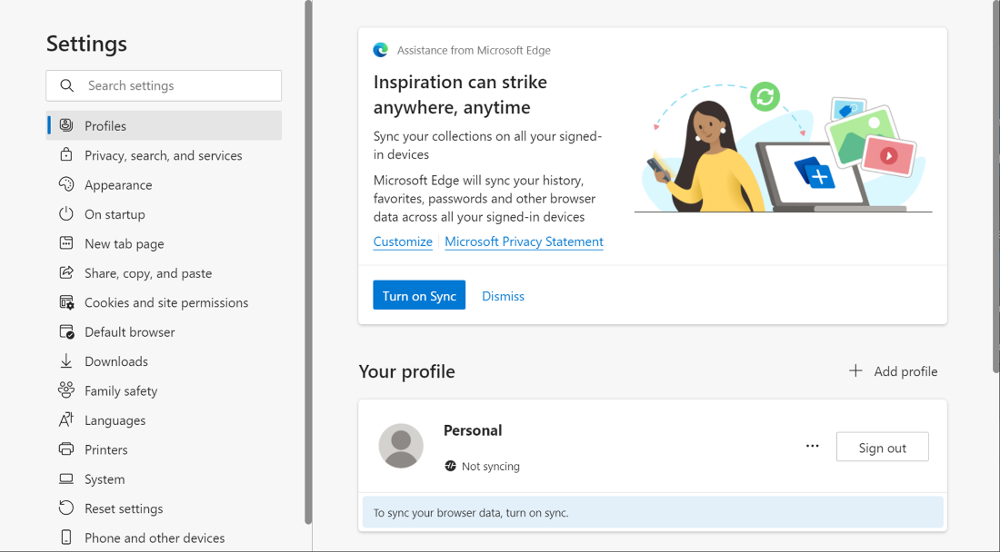 Settings
Search settings
Profiles
Privacy, search, and services
Appearance
On startup
New tab page
Share, copy, and paste
Cookies and site permissions
Default browser
Downloads
Family safety
Languages
Printers
System
Reset settings
Phone and other devices
Assistance from Microsoft Edge
Inspiration can strike
anywhere, anytime
Sync your collections on all your signed-
in devices
Microsoft Edge will sync your history,
favorites, passwords and other browser
data across all your signed-in devices
Customize Microsoft Privacy Statement
Turn on Sync Dismiss
Your profile Add profile
Personal
Not syncing
Sign out
To sync your browser data, turn on sync.